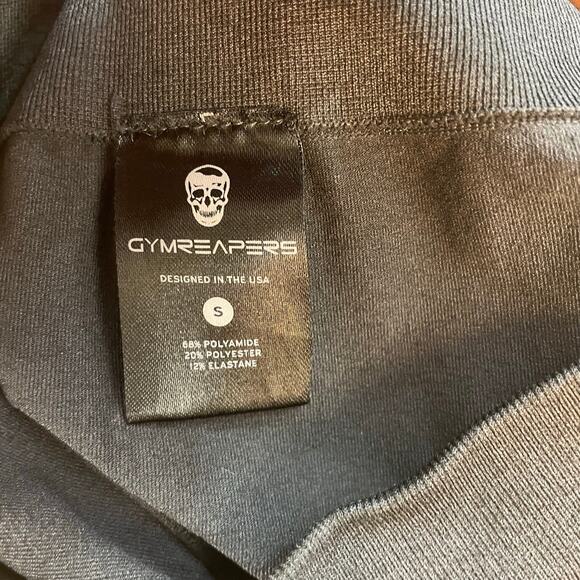 GYMREAPERS
DESIGNED IN THE USA
S
68% POLYAMIDE
20% POLYESTER
12% ELASTANE